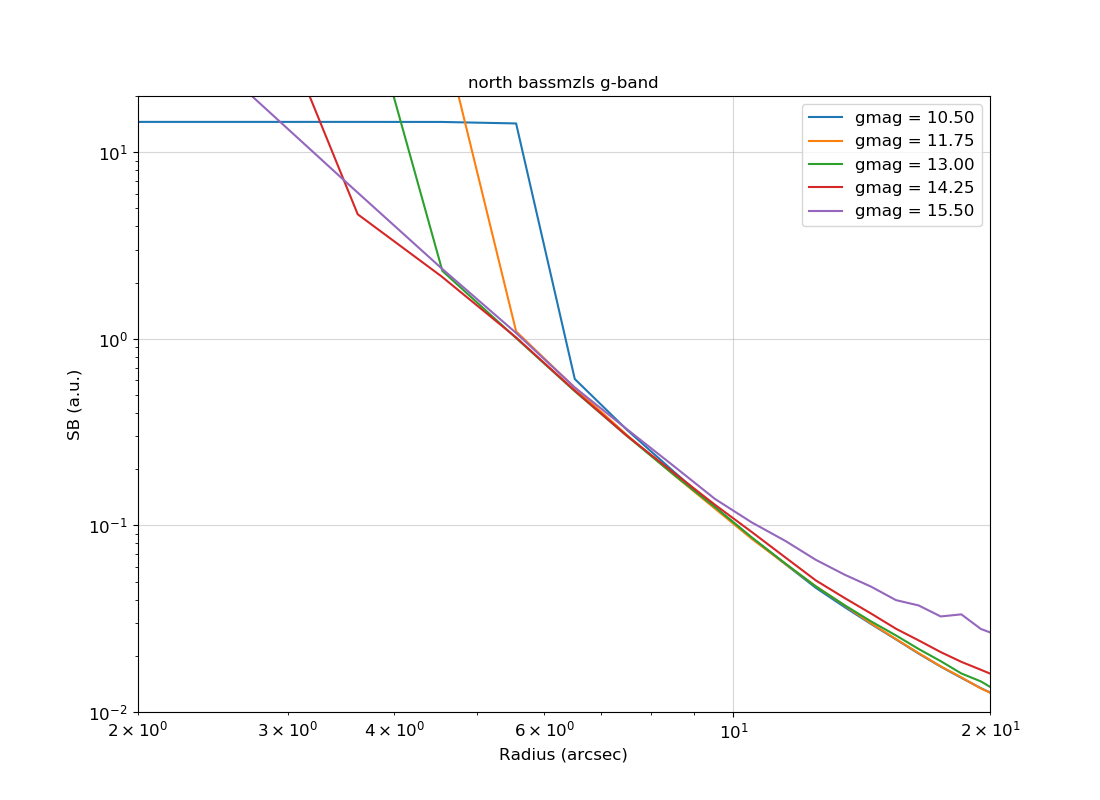 north bassmzls g-band
gmag = 10.50
gmag = 11.75
gmag = 13.00
gmag = 14.25
gmag = 15.50
SB (a.u.)
10¹
10⁰
10⁻¹
10⁻²
2 × 10⁰
3 × 10⁰
4 × 10⁰
6 × 10⁰
10¹
2 × 10¹
Radius (arcsec)